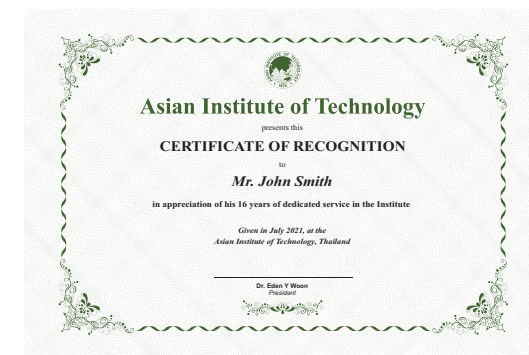 Asian Institute of Technology
presents this
CERTIFICATE OF RECOGNITION
to
Mr. John Smith
in appreciation of his 16 years of dedicated service in the Institute
Given in July 2021, at the
Asian Institute of Technology, Thailand
Dr. Eden Y Woon
President